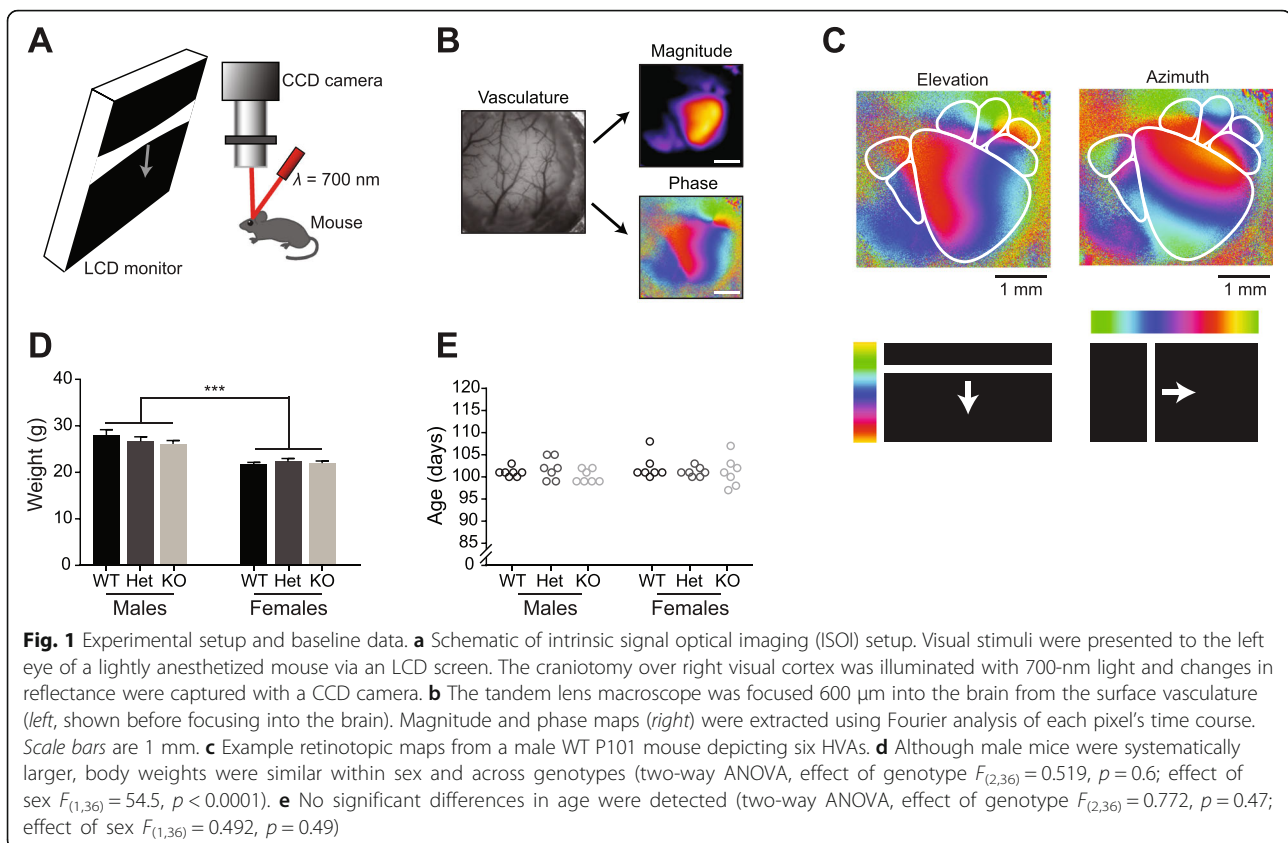 A
CCD camera
λ = 700 nm
Mouse
LCD monitor
B
Magnitude
Vasculature
Phase
C
Elevation
Azimuth
1 mm
1 mm
D
Weight (g)
40
30
20
10
0
***
WT Het KO
WT Het KO
Males
Females
E
Age (days)
120
115
110
105
100
95
90
85
0
WT Het KO
WT Het KO
Males
Females
Fig. 1 Experimental setup and baseline data. a Schematic of intrinsic signal optical imaging (ISOI) setup. Visual stimuli were presented to the left
eye of a lightly anesthetized mouse via an LCD screen. The craniotomy over right visual cortex was illuminated with 700-nm light and changes in
reflectance were captured with a CCD camera. b The tandem lens macroscope was focused 600 μm into the brain from the surface vasculature
(left, shown before focusing into the brain). Magnitude and phase maps (right) were extracted using Fourier analysis of each pixel's time course.
Scale bars are 1 mm. c Example retinotopic maps from a male WT P101 mouse depicting six HVAs. d Although male mice were systematically
larger, body weights were similar within sex and across genotypes (two-way ANOVA, effect of genotype F(2,36) = 0.519, p = 0.6; effect of
sex F(1,36) = 54.5, p < 0.0001). e No significant differences in age were detected (two-way ANOVA, effect of genotype F(2,36) = 0.772, p = 0.47;
effect of sex F(1,36) = 0.492, p = 0.49)